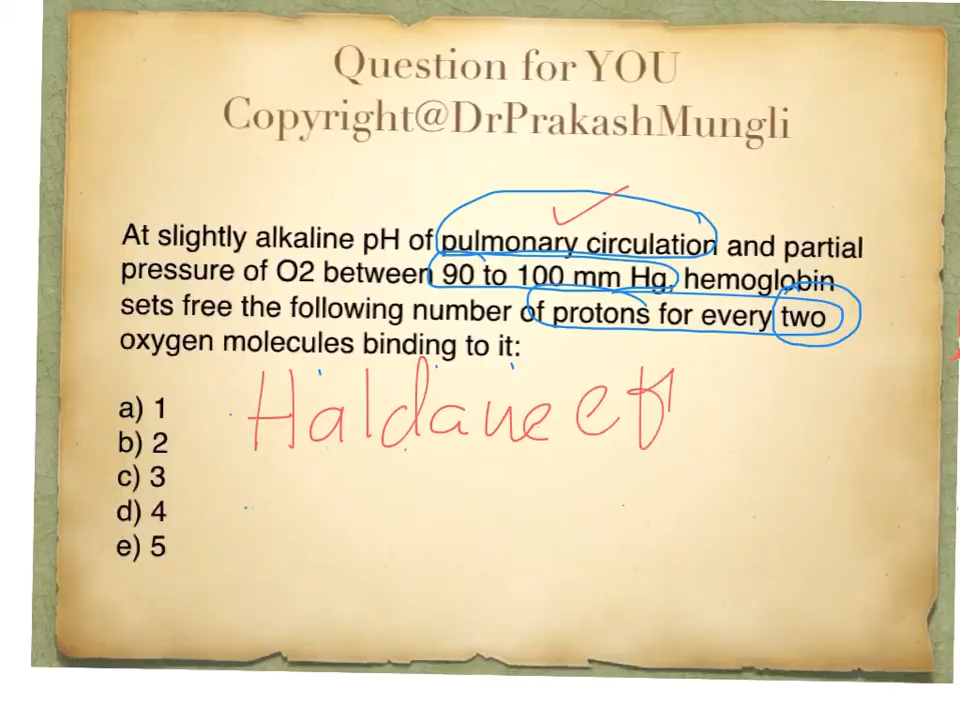 Question for YOU
Copyright@DrPrakashMungli
At slightly alkaline pH of pulmonary circulation and partial
pressure of O2 between 90 to 100 mm Hg, hemoglobin
sets free the following number of protons for every two
oxygen molecules binding to it:
Haldane eff
a) 1
b) 2
c) 3
d) 4
e) 5